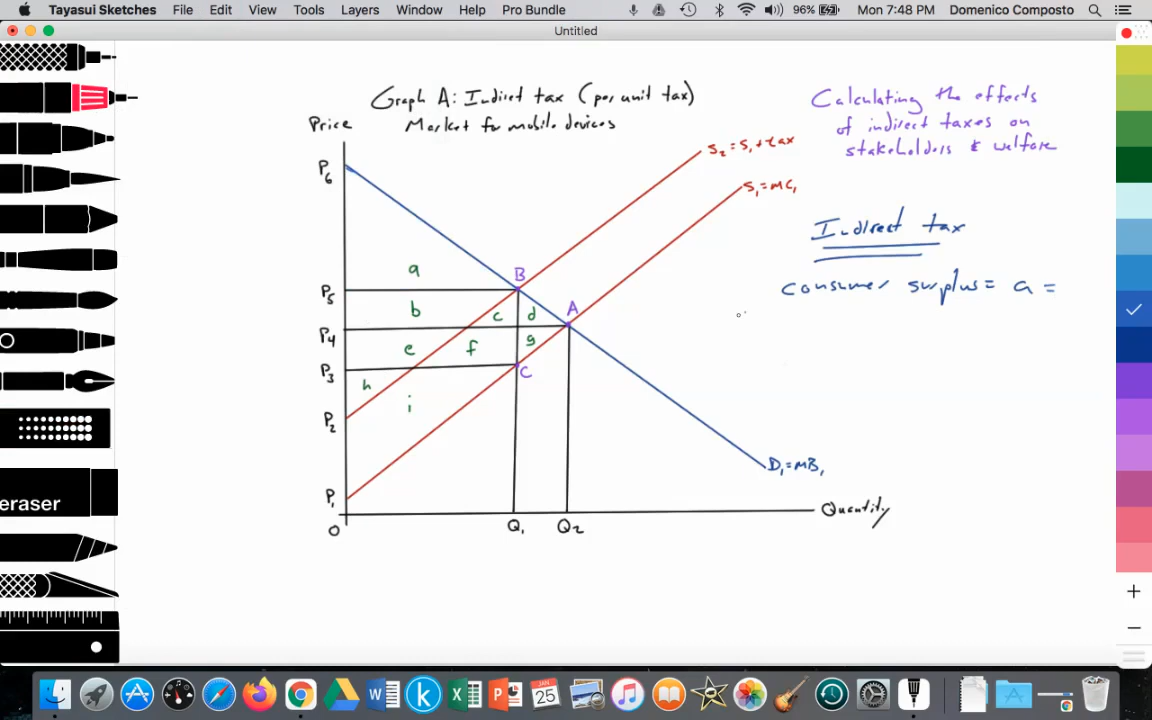 Tayasui Sketches File Edit View Tools Layers Window Help Pro Bundle 96% Mon 7:48 PM Domenico Composto
Untitled
Graph A: Indirect tax (per unit tax)
Market for mobile devices
Calculating the effects
of indirect taxes on
stakeholders & welfare
Price
S2 = S1 + tax
S1 = MC1
P6
Indirect tax
consumer surplus = a =
a
B
P5
b
c
d
A
P4
e
f
g
P3
C
h
i
P2
D1 = MB1
P1
eraser
Quantity
0
Q1
Q2
W
k
X
P
JAN
25